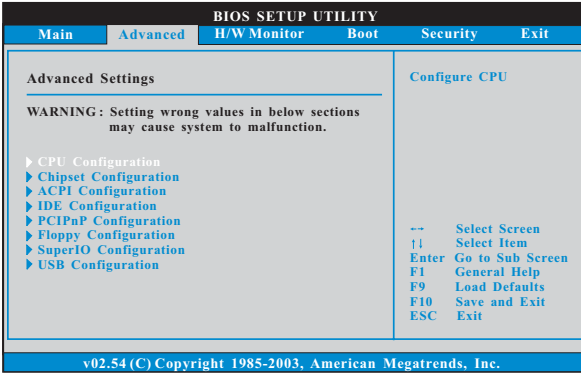 BIOS SETUP UTILITY
Main Advanced H/W Monitor Boot Security Exit
Advanced Settings
WARNING : Setting wrong values in below sections
may cause system to malfunction.
CPU Configuration
Chipset Configuration
ACPI Configuration
IDE Configuration
PCIPnP Configuration
Floppy Configuration
SuperIO Configuration
USB Configuration
Configure CPU
←→ Select Screen
↑↓ Select Item
Enter Go to Sub Screen
F1 General Help
F9 Load Defaults
F10 Save and Exit
ESC Exit
v02.54 (C) Copyright 1985-2003, American Megatrends, Inc.